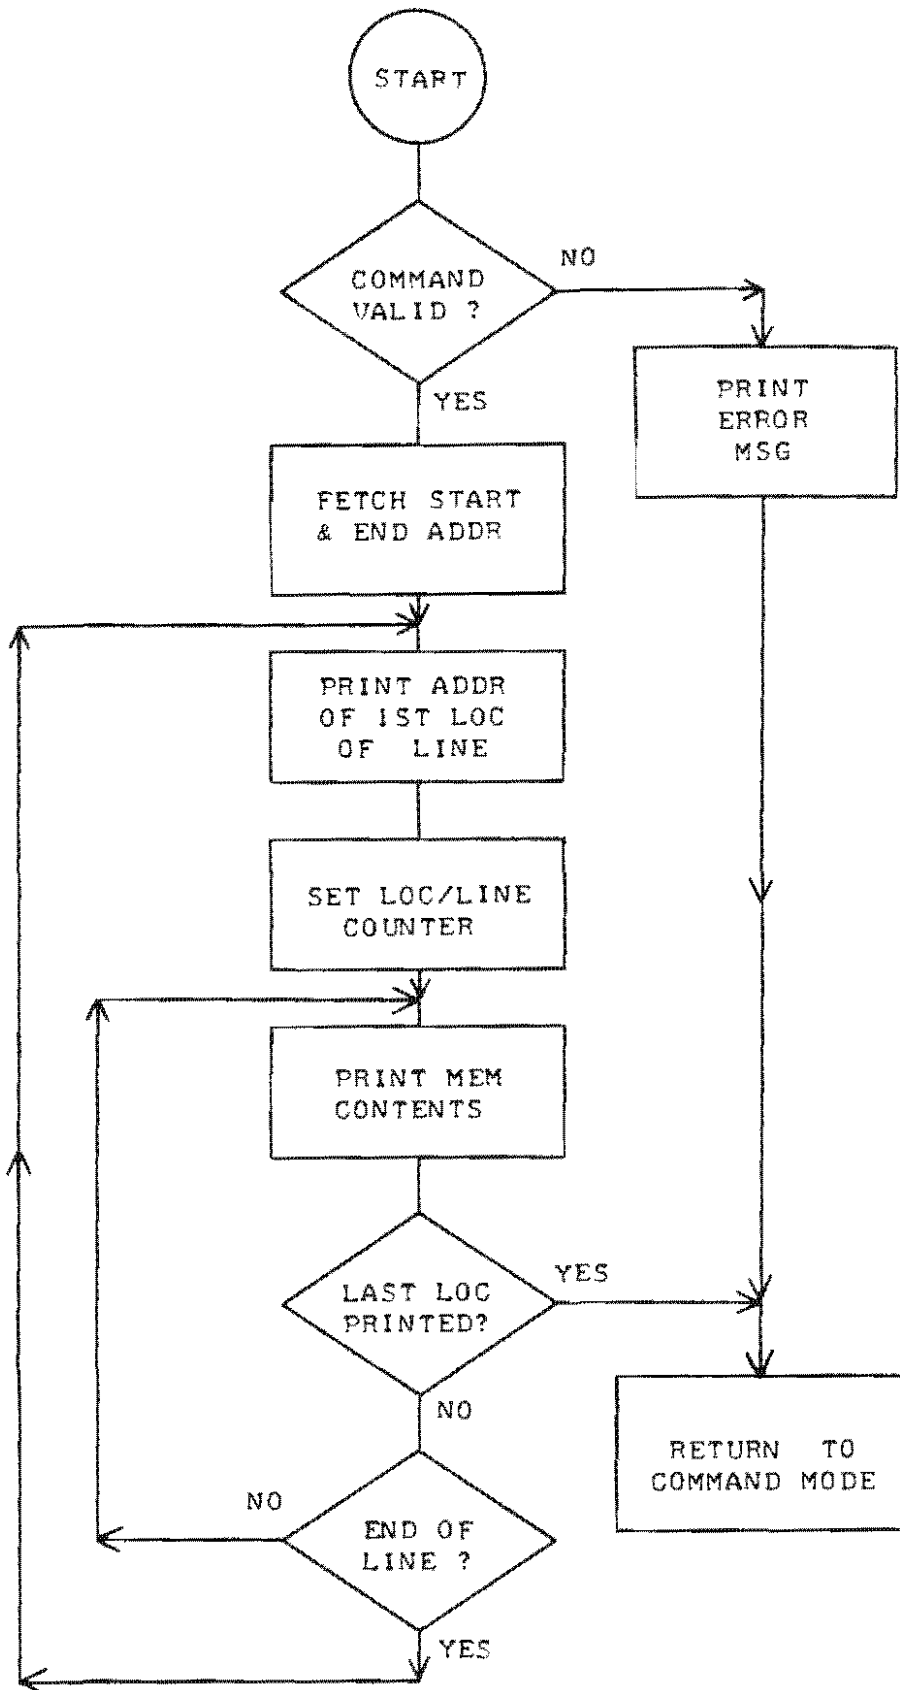 START
COMMAND
VALID ?
NO
YES
PRINT
ERROR
MSG
FETCH START
& END ADDR
PRINT ADDR
OF 1ST LOC
OF LINE
SET LOC/LINE
COUNTER
PRINT MEM
CONTENTS
LAST LOC
PRINTED?
YES
NO
RETURN TO
COMMAND MODE
END OF
LINE ?
NO
YES